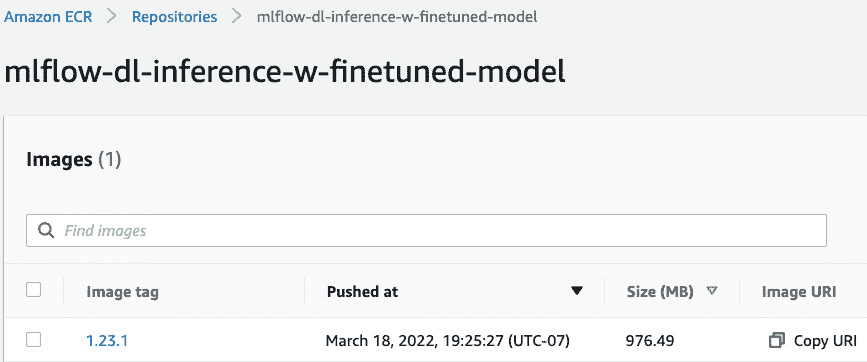 Amazon ECR > Repositories > mlflow-dl-inference-w-finetuned-model
mlflow-dl-inference-w-finetuned-model
Images (1)
Find images
Image tag Pushed at Size (MB) Image URI
1.23.1 March 18, 2022, 19:25:27 (UTC-07) 976.49 Copy URI